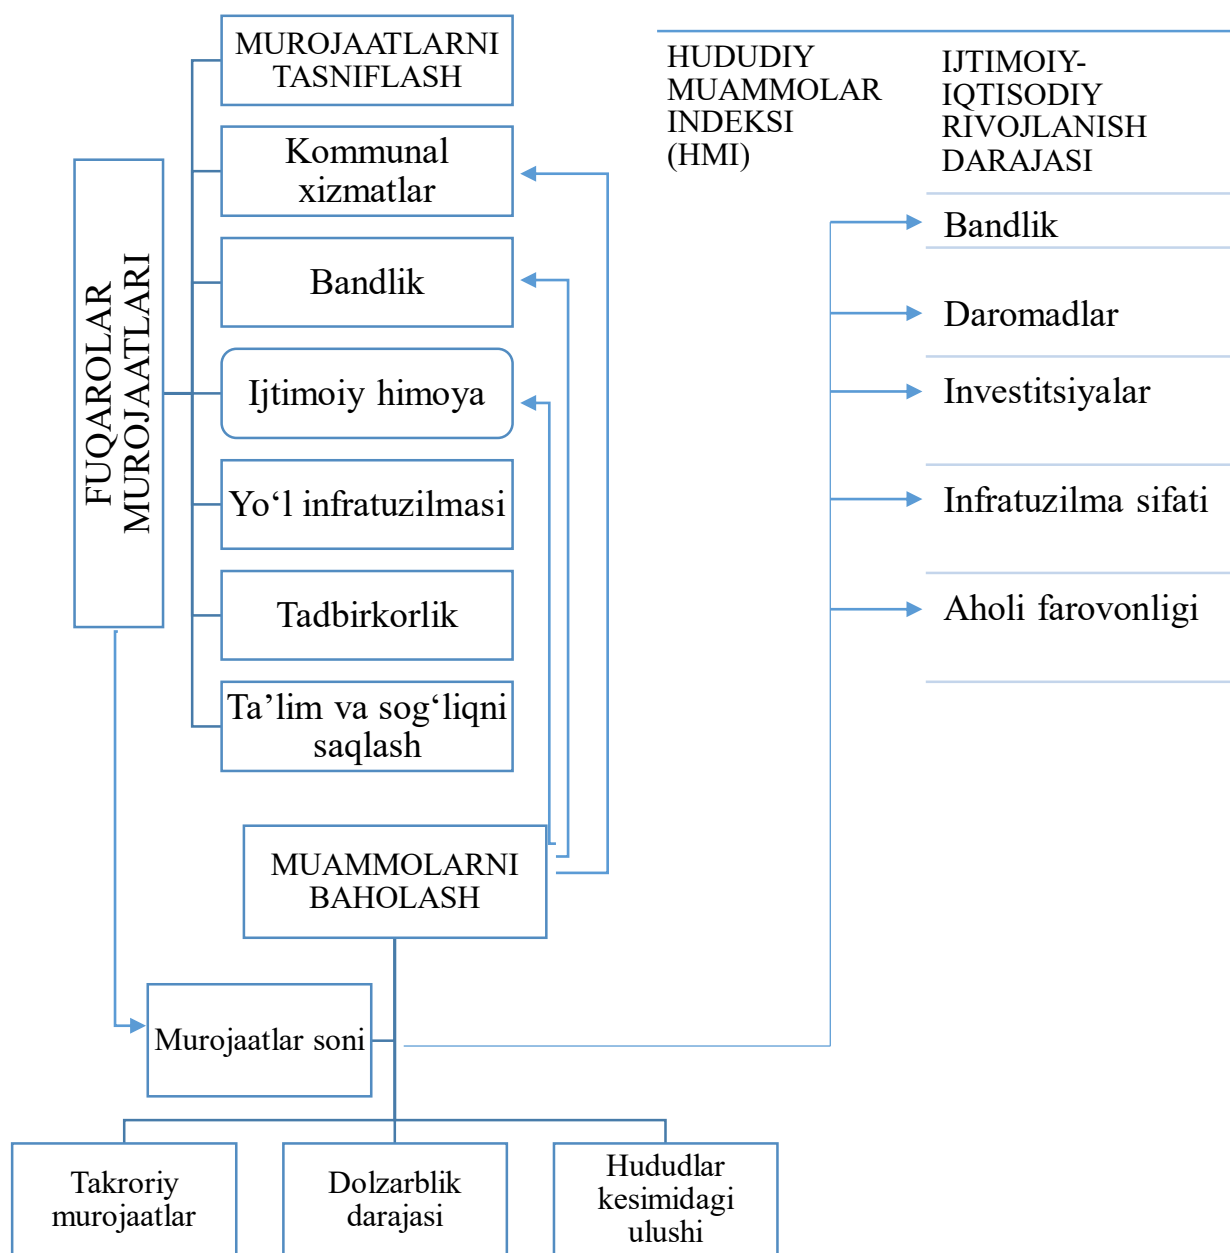 MUROJAATLARNI
TASNIFLASH
Kommunal
xizmatlar
Bandlik
Ijtimoiy himoya
Yo‘l infratuzilmasi
Tadbirkorlik
Ta’lim va sog‘liqni
saqlash
FUQAROLAR
MUROJAATLARI
HUDUDIY
MUAMMOLAR
INDEKSI
(HMI)
IJTIMOIY-
IQTISODIY
RIVOJLANISH
DARAJASI
Bandlik
Daromadlar
Investitsiyalar
Infratuzilma sifati
Aholi farovonligi
MUAMMOLARNI
BAHOLASH
Murojaatlar soni
Takroriy
murojaatlar
Dolzarblik
darajasi
Hududlar
kesimidagi
ulushi